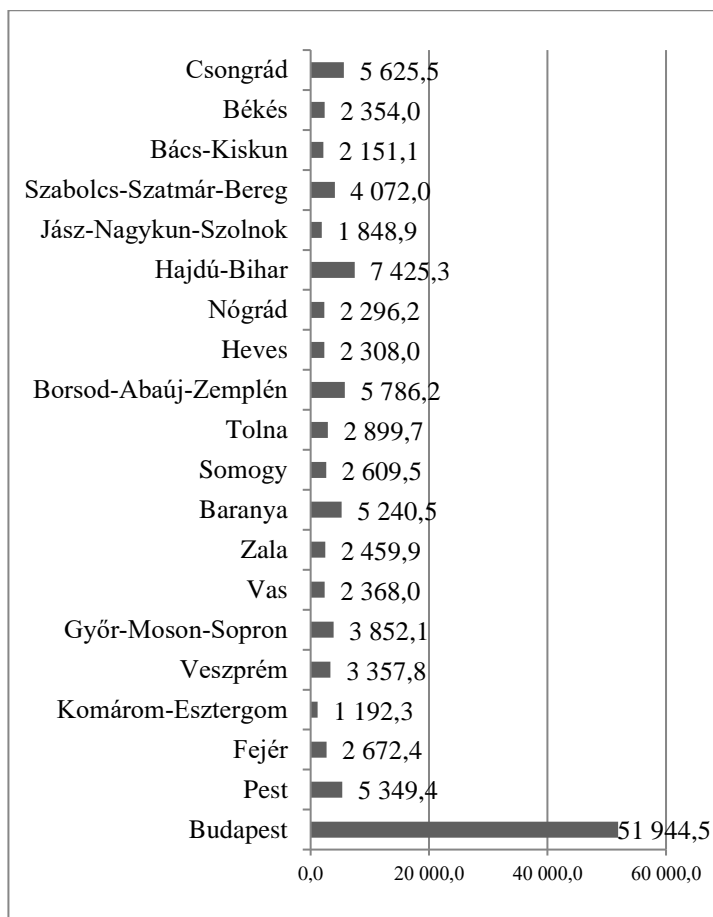 Csongrád 5 625,5
Békés 2 354,0
Bács-Kiskun 2 151,1
Szabolcs-Szatmár-Bereg 4 072,0
Jász-Nagykun-Szolnok 1 848,9
Hajdú-Bihar 7 425,3
Nógrád 2 296,2
Heves 2 308,0
Borsod-Abaúj-Zemplén 5 786,2
Tolna 2 899,7
Somogy 2 609,5
Baranya 5 240,5
Zala 2 459,9
Vas 2 368,0
Győr-Moson-Sopron 3 852,1
Veszprém 3 357,8
Komárom-Esztergom 1 192,3
Fejér 2 672,4
Pest 5 349,4
Budapest 51 944,5
0,0 20 000,0 40 000,0 60 000,0